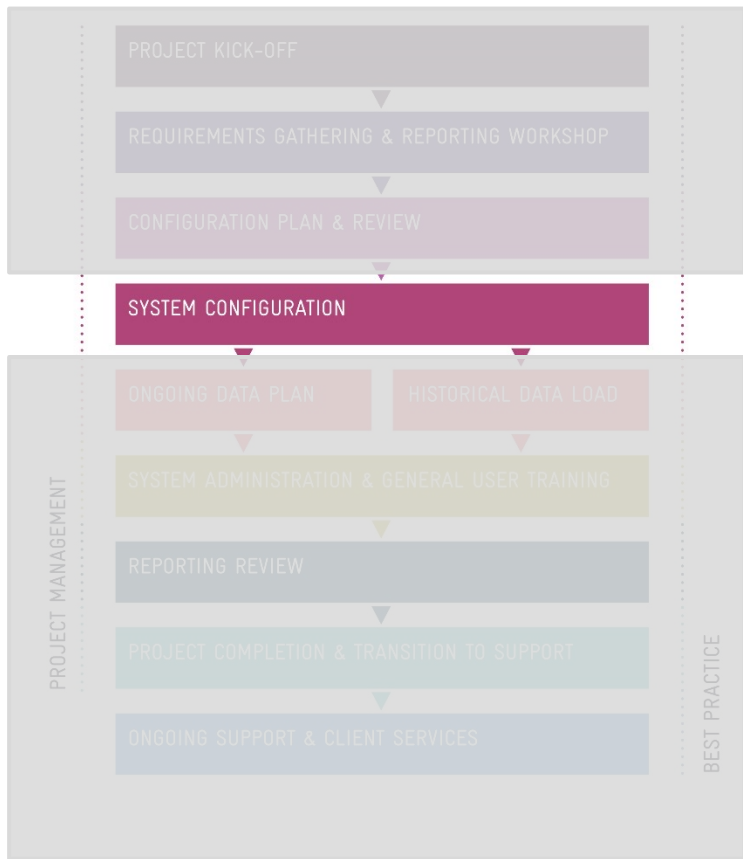 PROJECT KICK-OFF
REQUIREMENTS GATHERING & REPORTING WORKSHOP
CONFIGURATION PLAN & REVIEW
SYSTEM CONFIGURATION
ONGOING DATA PLAN
HISTORICAL DATA LOAD
SYSTEM ADMINISTRATION & GENERAL USER TRAINING
REPORTING REVIEW
PROJECT COMPLETION & TRANSITION TO SUPPORT
ONGOING SUPPORT & CLIENT SERVICES
PROJECT MANAGEMENT
BEST PRACTICE